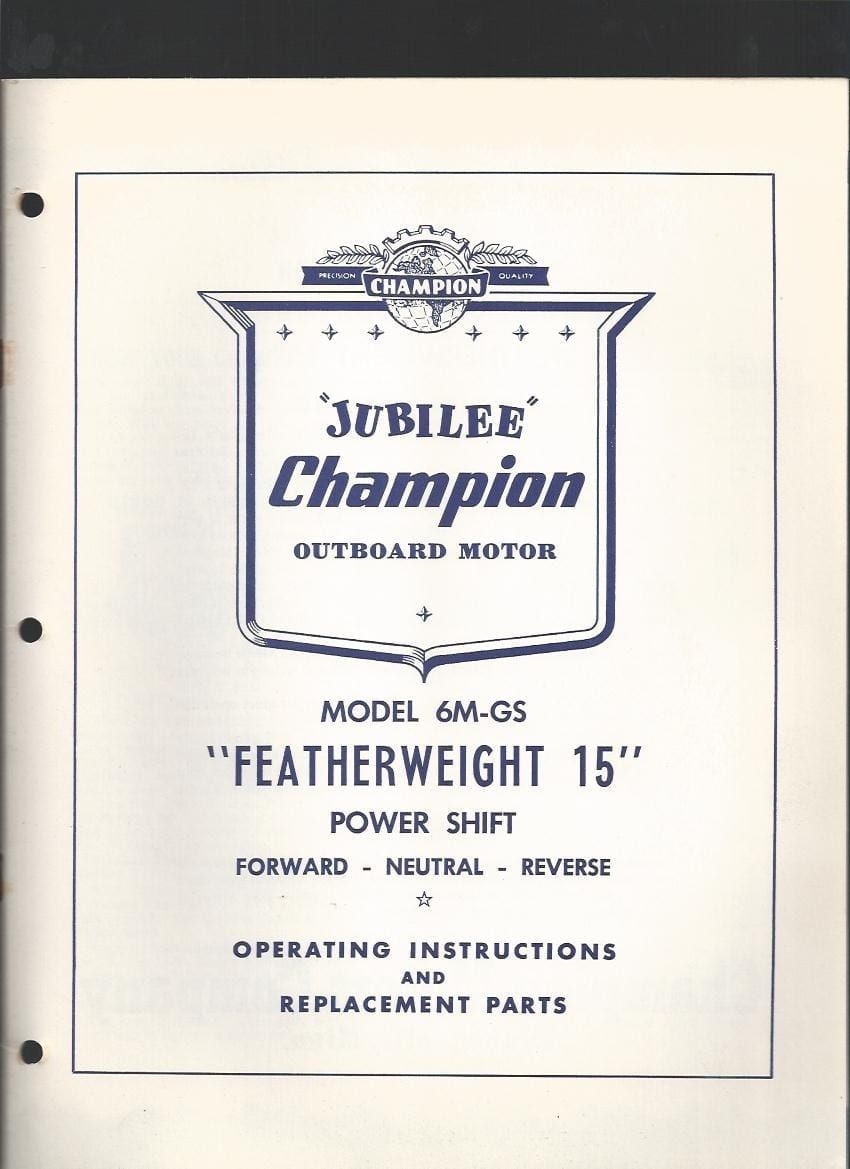 PRECISION CHAMPION QUALITY
"JUBILEE"
Champion
OUTBOARD MOTOR
MODEL 6M-GS
"FEATHERWEIGHT 15"
POWER SHIFT
FORWARD - NEUTRAL - REVERSE
OPERATING INSTRUCTIONS
AND
REPLACEMENT PARTS